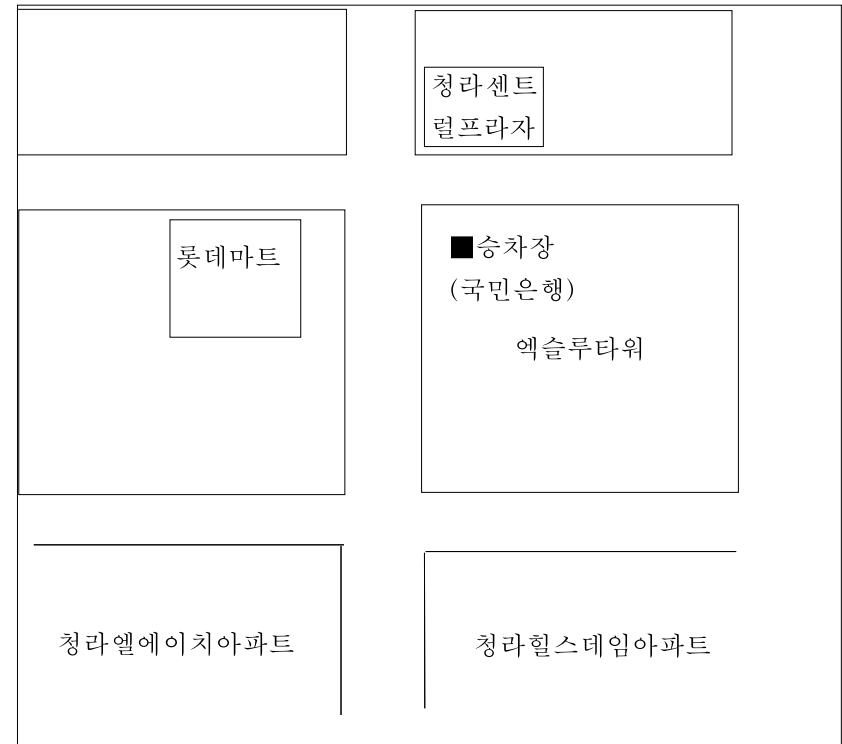 청라센트
럴프라자
롯데마트
■승차장
(국민은행)
엑슬루타워
청라엘에이치아파트
청라힐스데임아파트